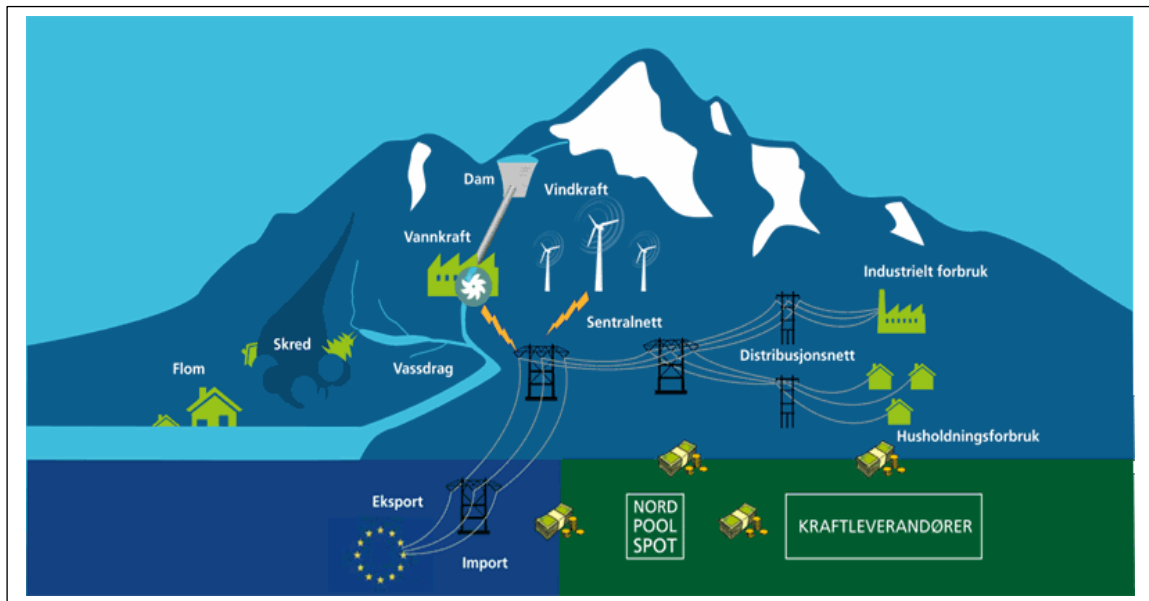 Dam
Vindkraft
Vannkraft
Industrielt forbruk
Sentralnett
Skred
Distribusjonsnett
Flom
Vassdrag
Husholdningsforbruk
Eksport
NORD
POOL
SPOT
KRAFTLEVERANDØRER
Import